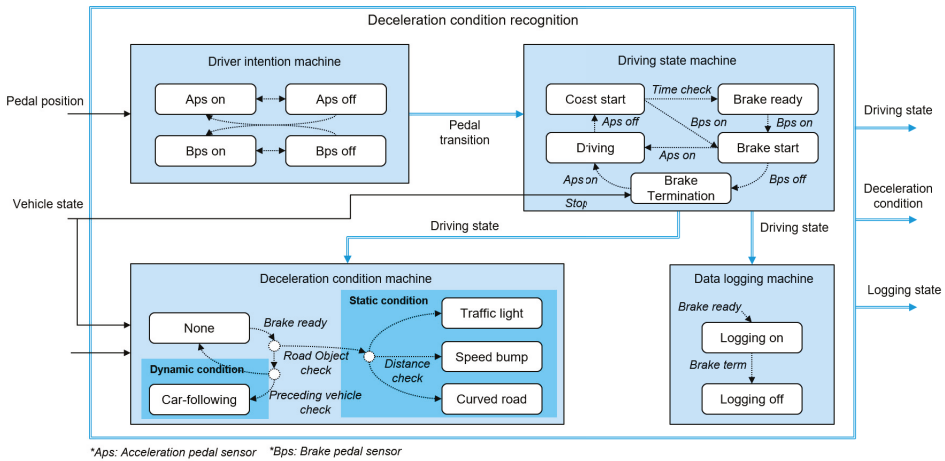 Deceleration condition recognition
Driver intention machine
Aps on
Aps off
Bps on
Bps off
Pedal position
Pedal
transition
Driving state machine
Coast start
Time check
Brake ready
Bps on
Bps on
Aps off
Driving
Aps on
Brake start
Aps on
Brake
Termination
Bps off
Stop
Driving state
Deceleration
condition
Logging state
Vehicle state
Driving state
Driving state
Deceleration condition machine
Static condition
None
Brake ready
Road Object
check
Dynamic condition
Car-following
Preceding vehicle
check
Distance
check
Traffic light
Speed bump
Curved road
Data logging machine
Brake ready
Logging on
Brake term
Logging off
*Aps: Acceleration pedal sensor
*Bps: Brake pedal sensor